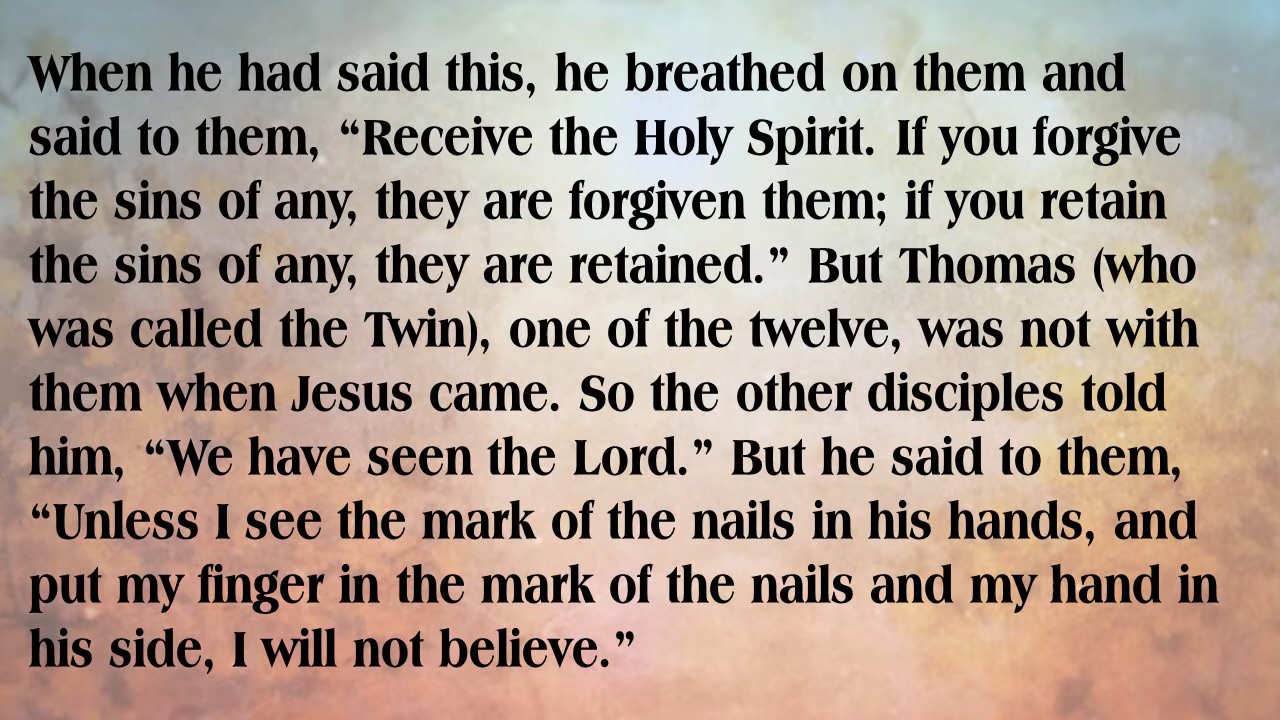 When he had said this, he breathed on them and
said to them, “Receive the Holy Spirit. If you forgive
the sins of any, they are forgiven them; if you retain
the sins of any, they are retained.” But Thomas (who
was called the Twin), one of the twelve, was not with
them when Jesus came. So the other disciples told
him, “We have seen the Lord.” But he said to them,
“Unless I see the mark of the nails in his hands, and
put my finger in the mark of the nails and my hand in
his side, I will not believe.”